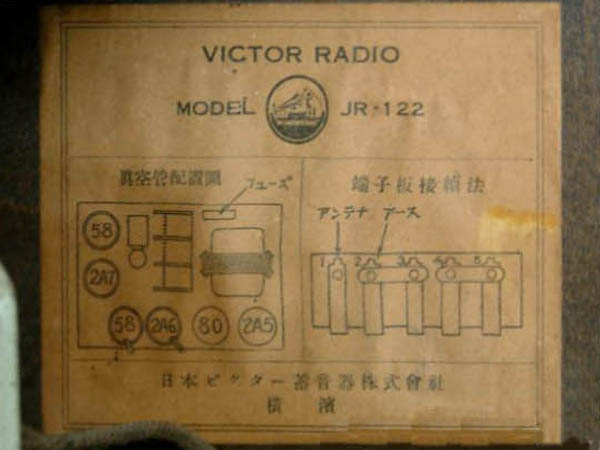 VICTOR RADIO
MODEL JR-122
眞空管配置圖
フューズ
58
2A7
58
2A6
80
2A5
端子板接續法
アンテナ アース
1 2 3 4 5
日本ビクター蓄音器株式會社
橫濱